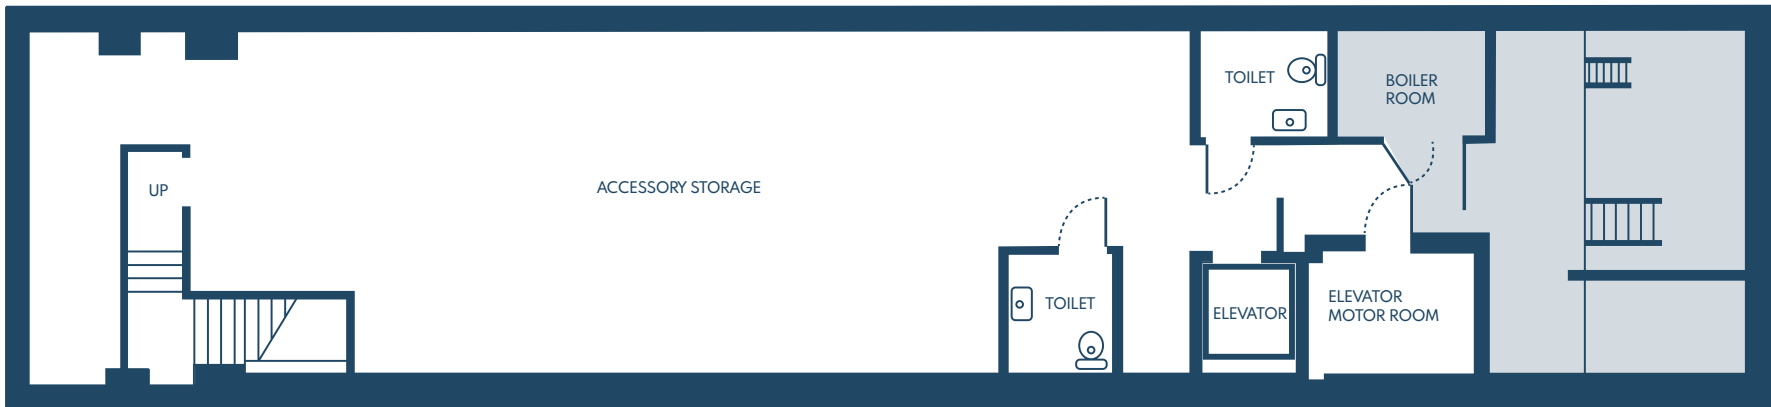 TOILET
BOILER
ROOM
UP
ACCESSORY STORAGE
TOILET
ELEVATOR
ELEVATOR
MOTOR ROOM